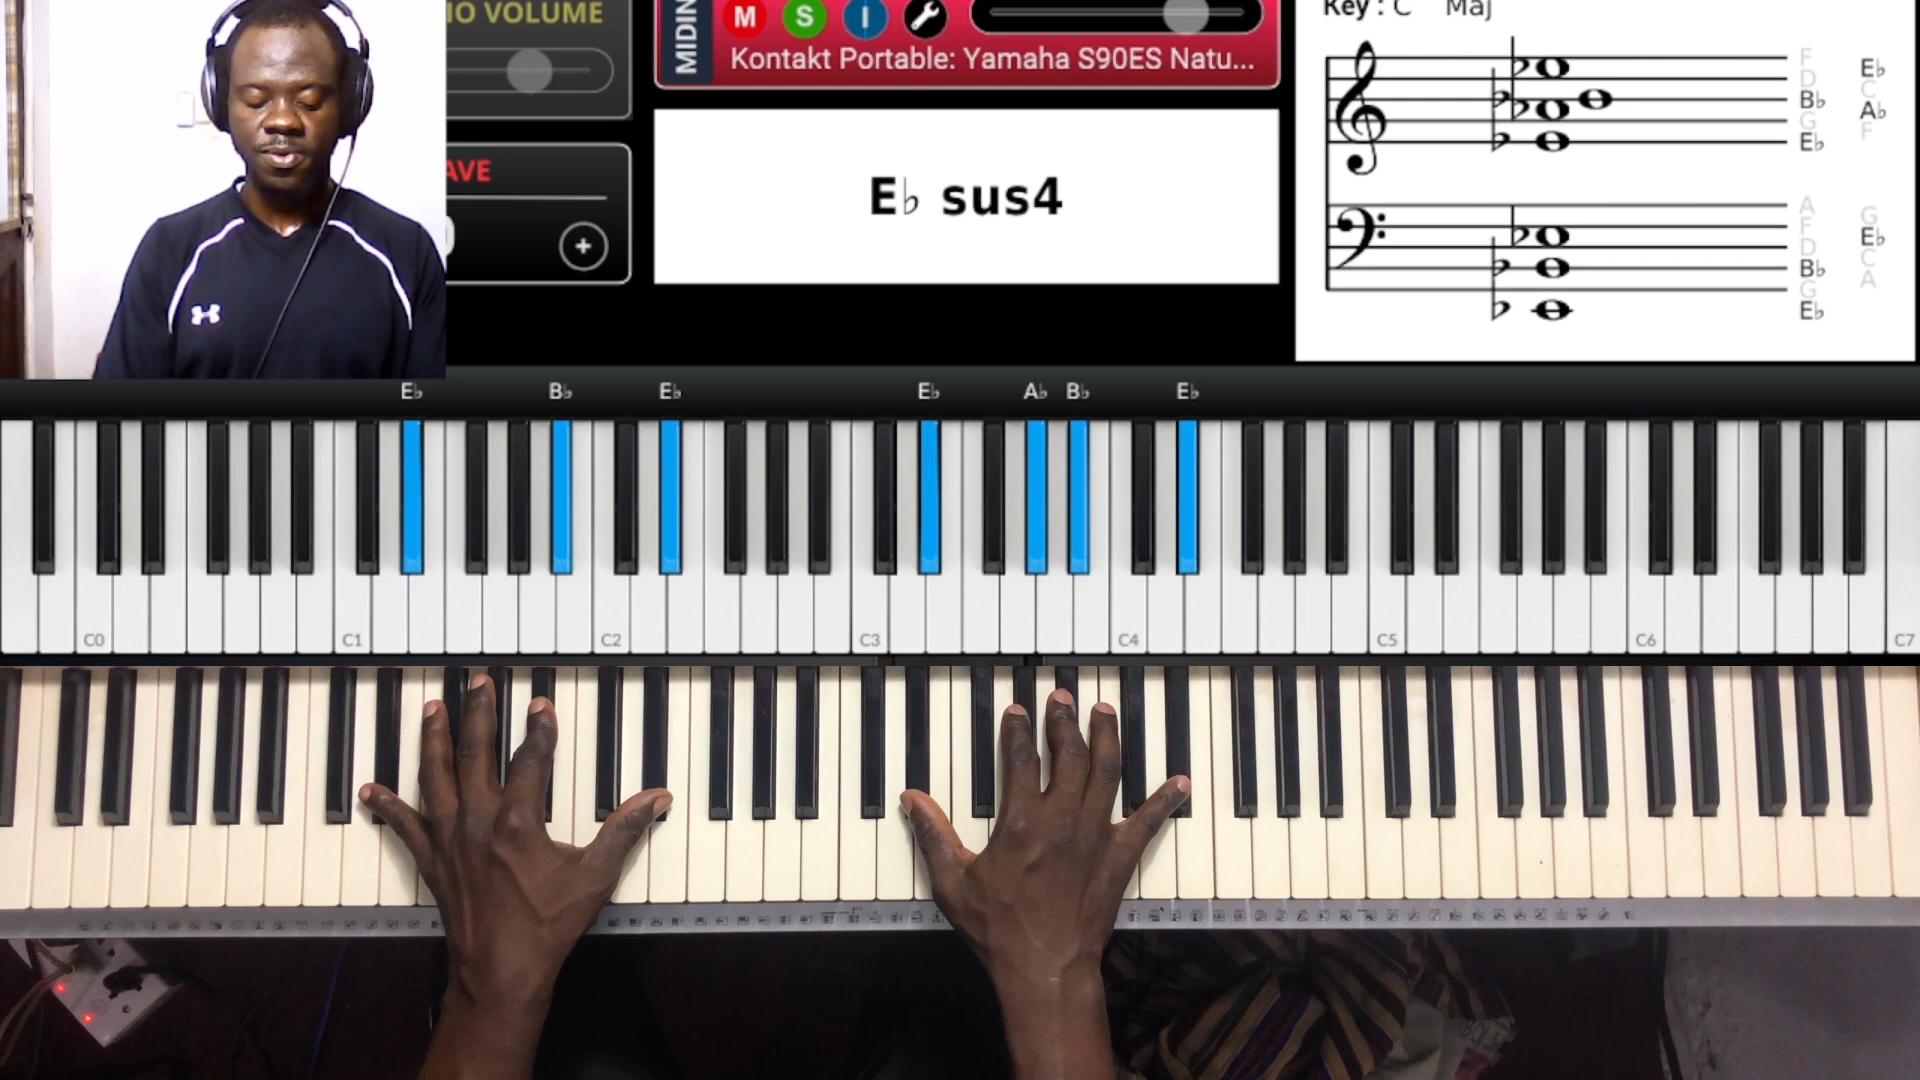 IO VOLUME
AVE
+
MIDIN
M S I
Kontakt Portable: Yamaha S90ES Natu...
E♭ sus4
Key : C Maj
F
D
B♭
G
E♭
E♭
C
A♭
F
A
F
D
B♭
G
E♭
G
E♭
C
A
E♭ B♭ E♭ E♭ A♭ B♭ E♭
C0 C1 C2 C3 C4 C5 C6 C7